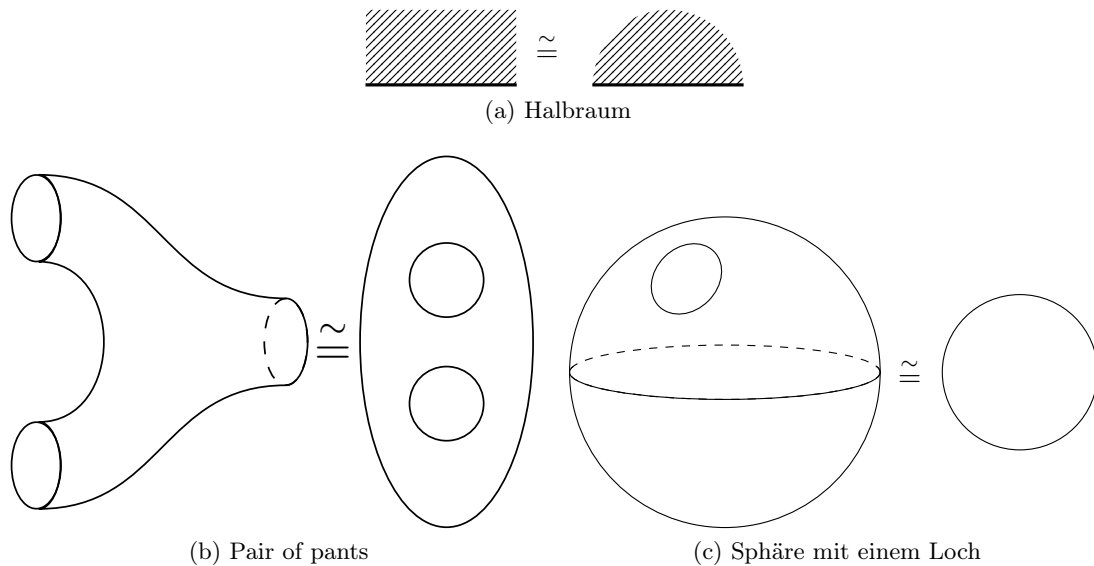 ≅
(a) Halbraum
≅
≅
(b) Pair of pants
(c) Sphäre mit einem Loch